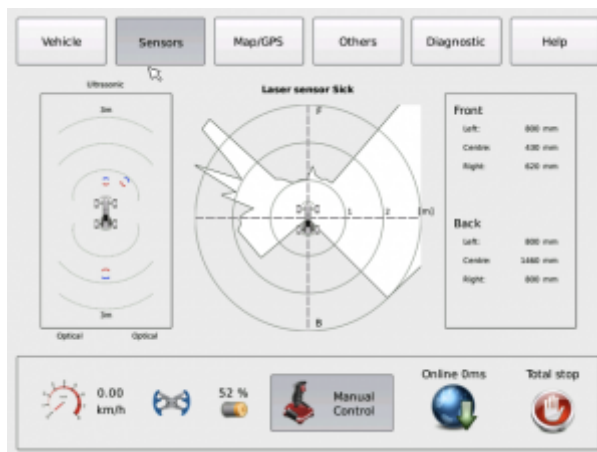 Vehicle
Sensors
Map/GPS
Others
Diagnostic
Help
Ultrasonic
3m
3m
Optical
Optical
Laser sensor Sick
F
1
2
[m]
B
Front
Left: 800 mm
Centre: 430 mm
Right: 620 mm
Back
Left: 800 mm
Centre: 1460 mm
Right: 800 mm
0.00
km/h
52 %
Manual
Control
Online 0ms
Total stop